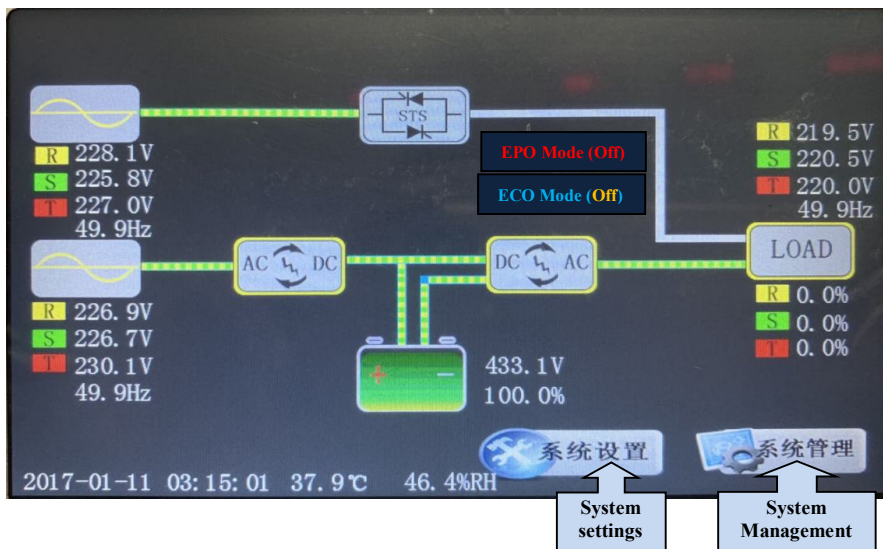 STS
R 228.1V
S 225.8V
T 227.0V
49.9Hz
EPO Mode (Off)
ECO Mode (Off)
R 219.5V
S 220.5V
T 220.0V
49.9Hz
AC DC
DC AC
LOAD
R 226.9V
S 226.7V
T 230.1V
49.9Hz
R 0.0%
S 0.0%
T 0.0%
+ −
433.1V
100.0%
系统设置
系统管理
2017-01-11 03:15:01 37.9℃ 46.4%RH
System
settings
System
Management